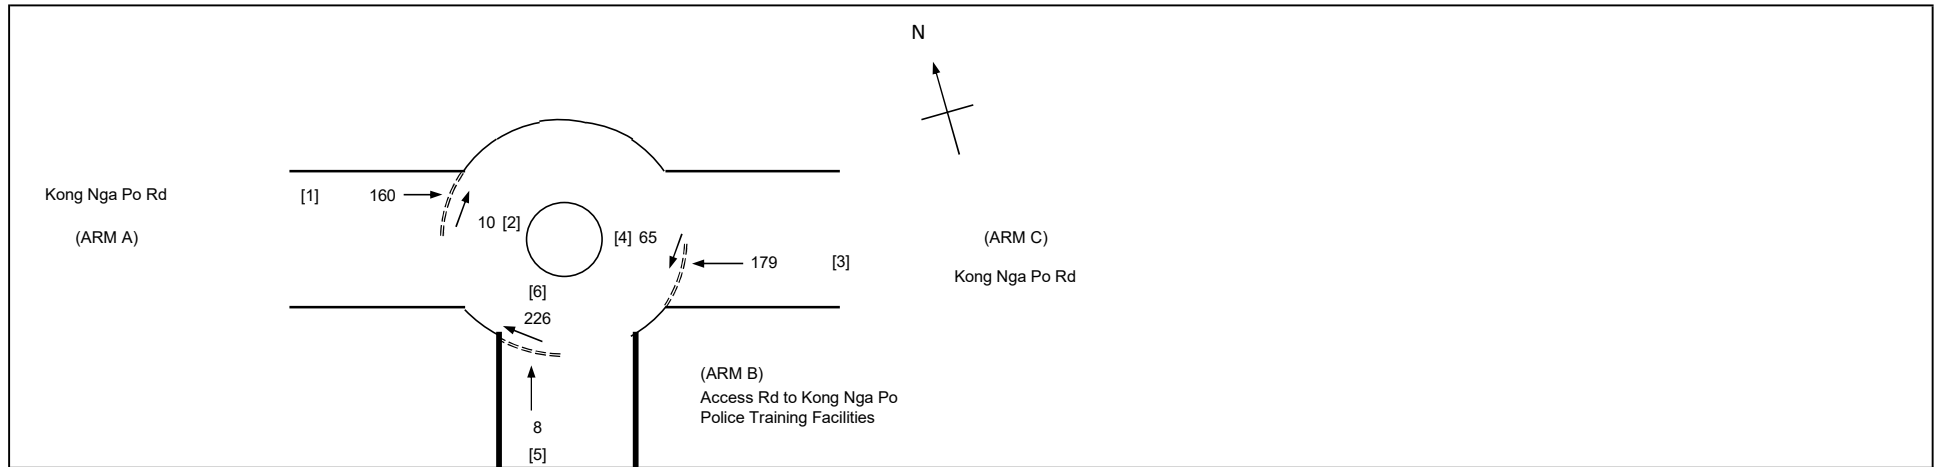 N
Kong Nga Po Rd
[1]
160
10 [2]
[4] 65
(ARM A)
(ARM C)
179
[3]
Kong Nga Po Rd
[6]
226
(ARM B)
Access Rd to Kong Nga Po
Police Training Facilities
8
[5]